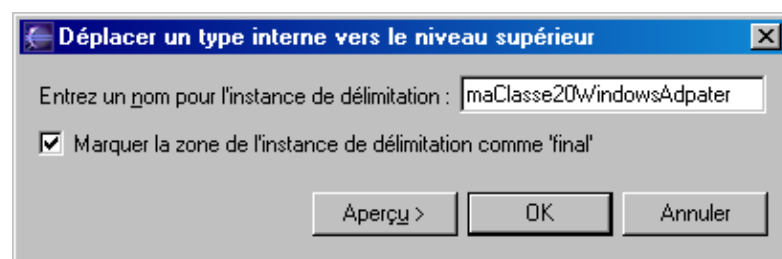 Déplacer un type interne vers le niveau supérieur
Entrez un nom pour l'instance de délimitation : maClasse20WindowsAdpater
Marquer la zone de l'instance de délimitation comme 'final'
Aperçu > OK Annuler